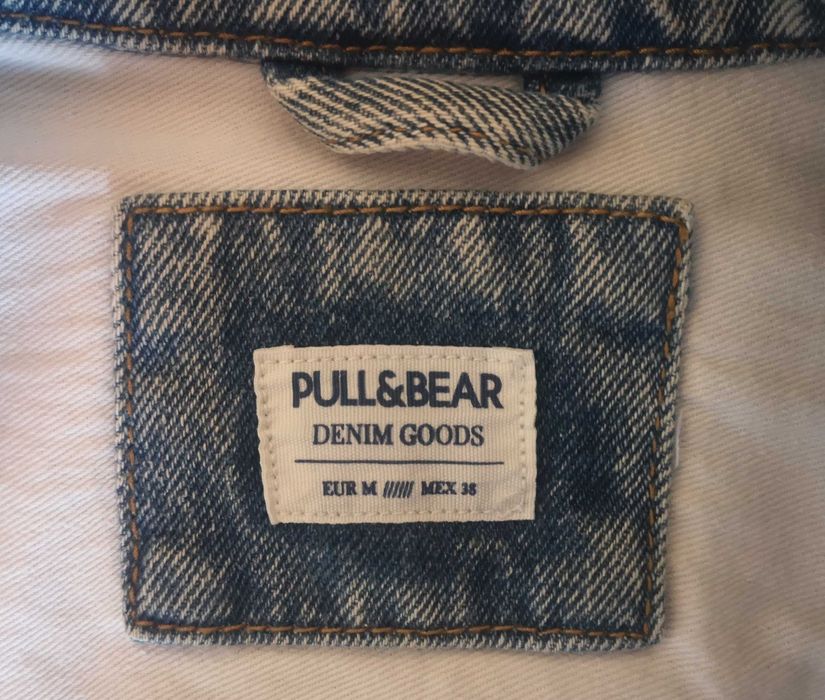 PULL&BEAR
DENIM GOODS
EUR M ////// MEX 38